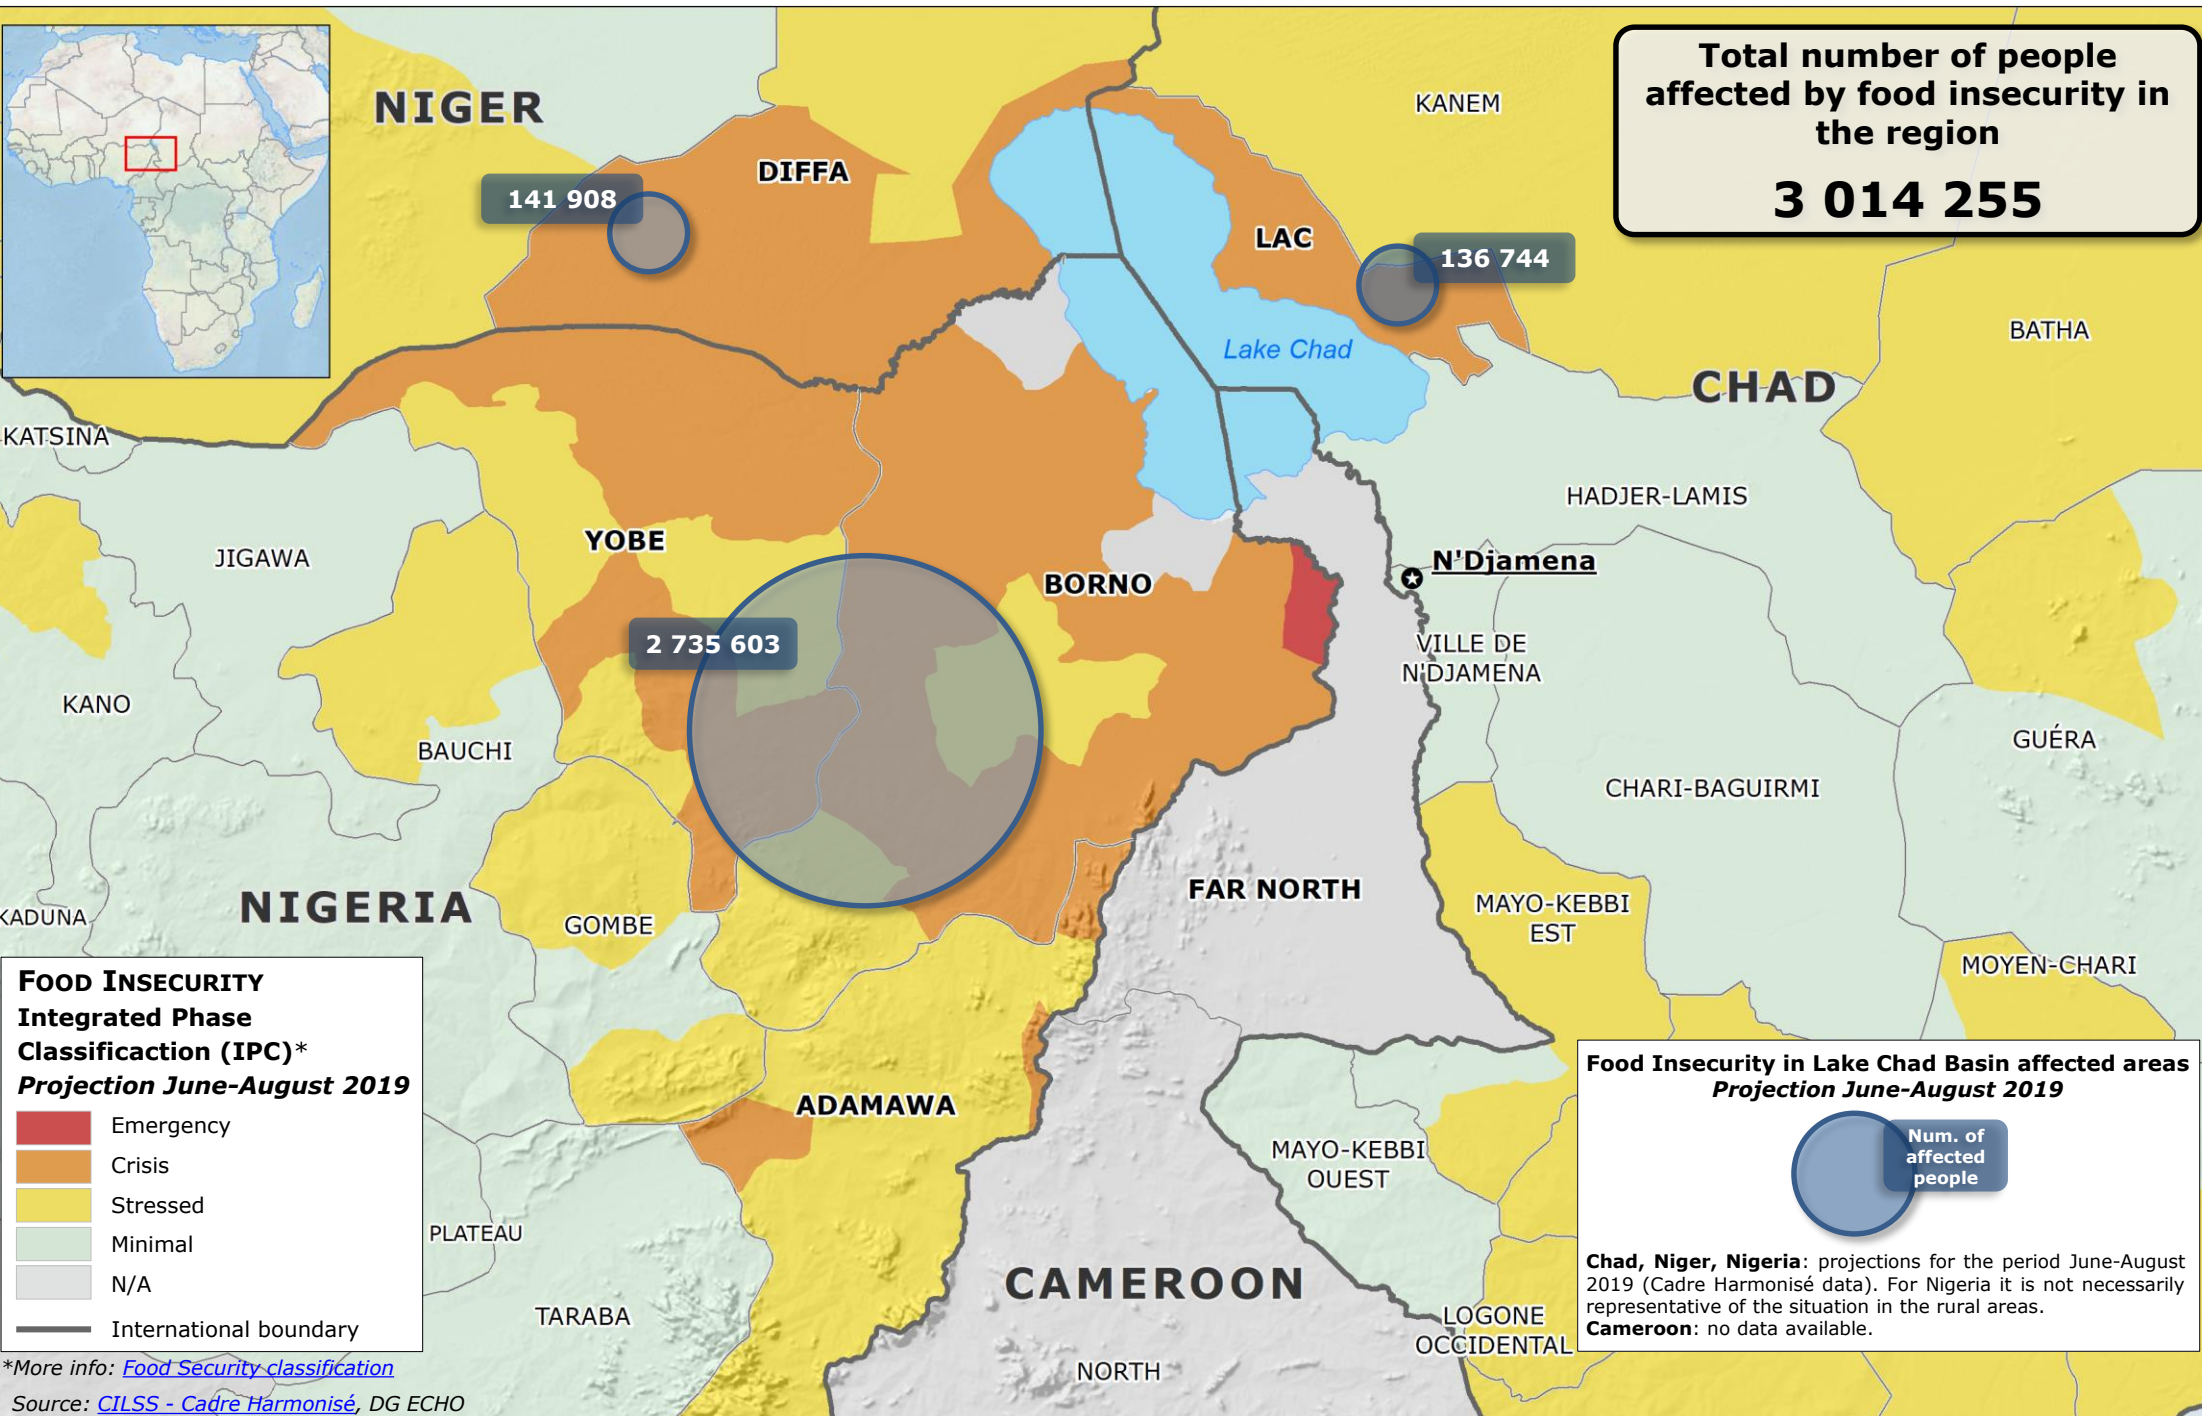 Total number of people
affected by food insecurity in
the region
3 014 255
NIGER
KANEM
DIFFA
141 908
LAC
136 744
BATHA
Lake Chad
CHAD
KATSINA
HADJER-LAMIS
YOBE
JIGAWA
N'Djamena
BORNO
2 735 603
VILLE DE
N'DJAMENA
KANO
BAUCHI
GUÉRA
CHARI-BAGUIRMI
FAR NORTH
NIGERIA
MAYO-KEBBI
EST
KADUNA
GOMBE
MOYEN-CHARI
FOOD INSECURITY
Integrated Phase
Classificaction (IPC)*
Projection June-August 2019
Emergency
Crisis
Stressed
Minimal
N/A
International boundary
*More info: Food Security classification
Source: CILSS - Cadre Harmonisé, DG ECHO
ADAMAWA
MAYO-KEBBI
OUEST
PLATEAU
TARABA
CAMEROON
NORTH
LOGONE
OCCIDENTAL
Food Insecurity in Lake Chad Basin affected areas
Projection June-August 2019
Num. of
affected
people
Chad, Niger, Nigeria: projections for the period June-August
2019 (Cadre Harmonisé data). For Nigeria it is not necessarily
representative of the situation in the rural areas.
Cameroon: no data available.